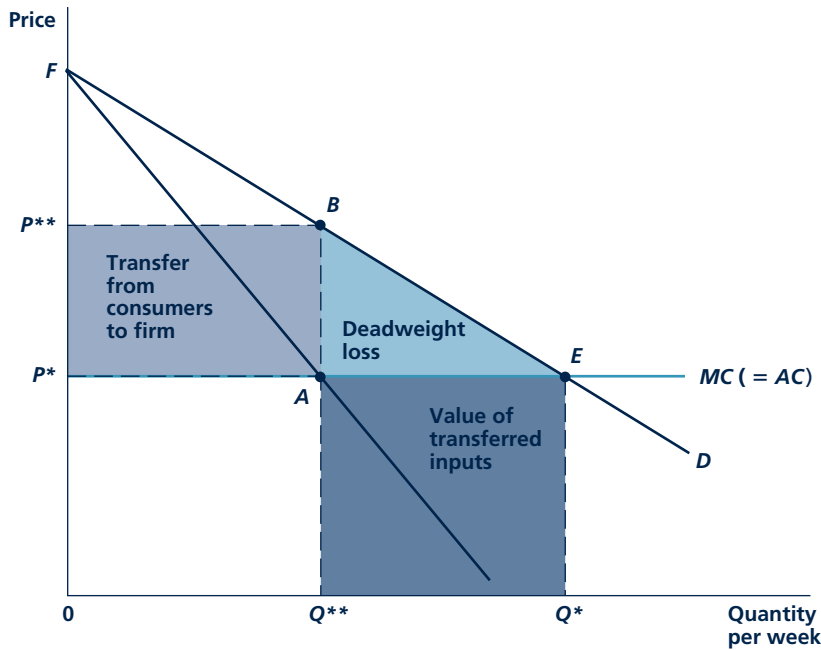 Price
F
B
P**
Transfer
from
consumers
to firm
Deadweight
loss
E
P*
MC ( = AC)
A
Value of
transferred
inputs
D
0
Q**
Q*
Quantity
per week